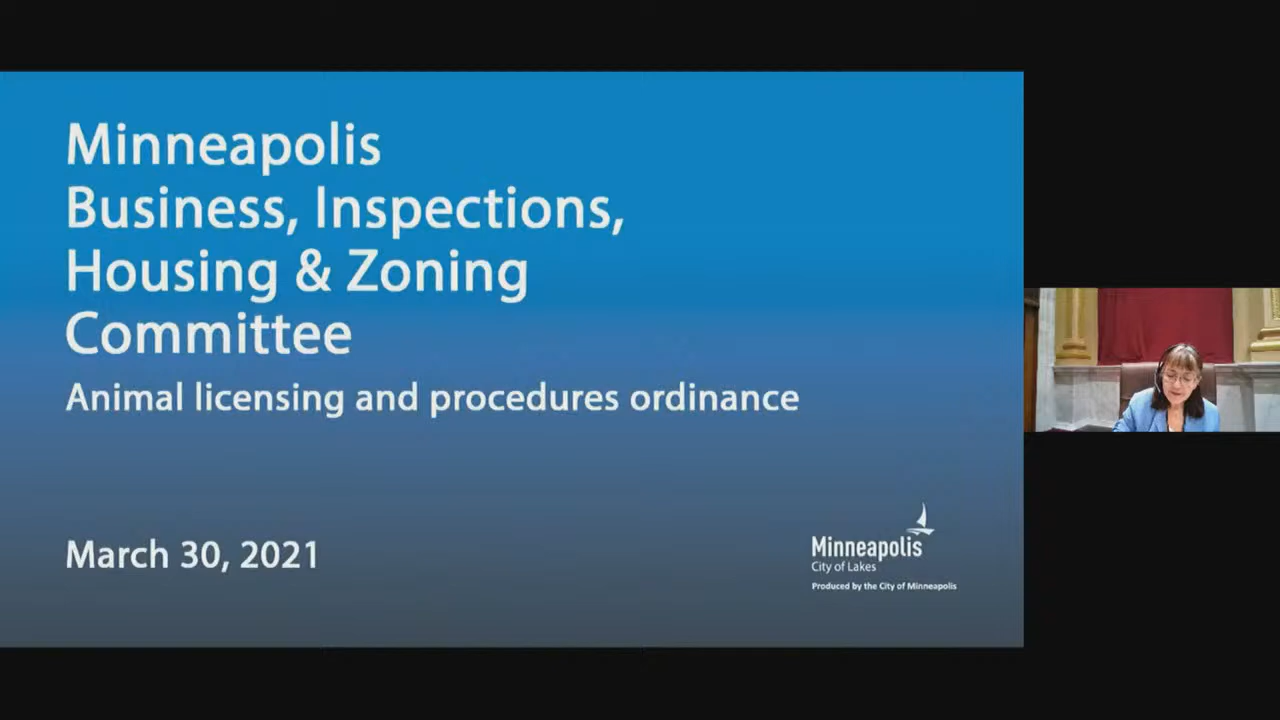 Minneapolis
Business, Inspections,
Housing & Zoning
Committee
Animal licensing and procedures ordinance
March 30, 2021
Minneapolis
City of Lakes
Produced by the City of Minneapolis